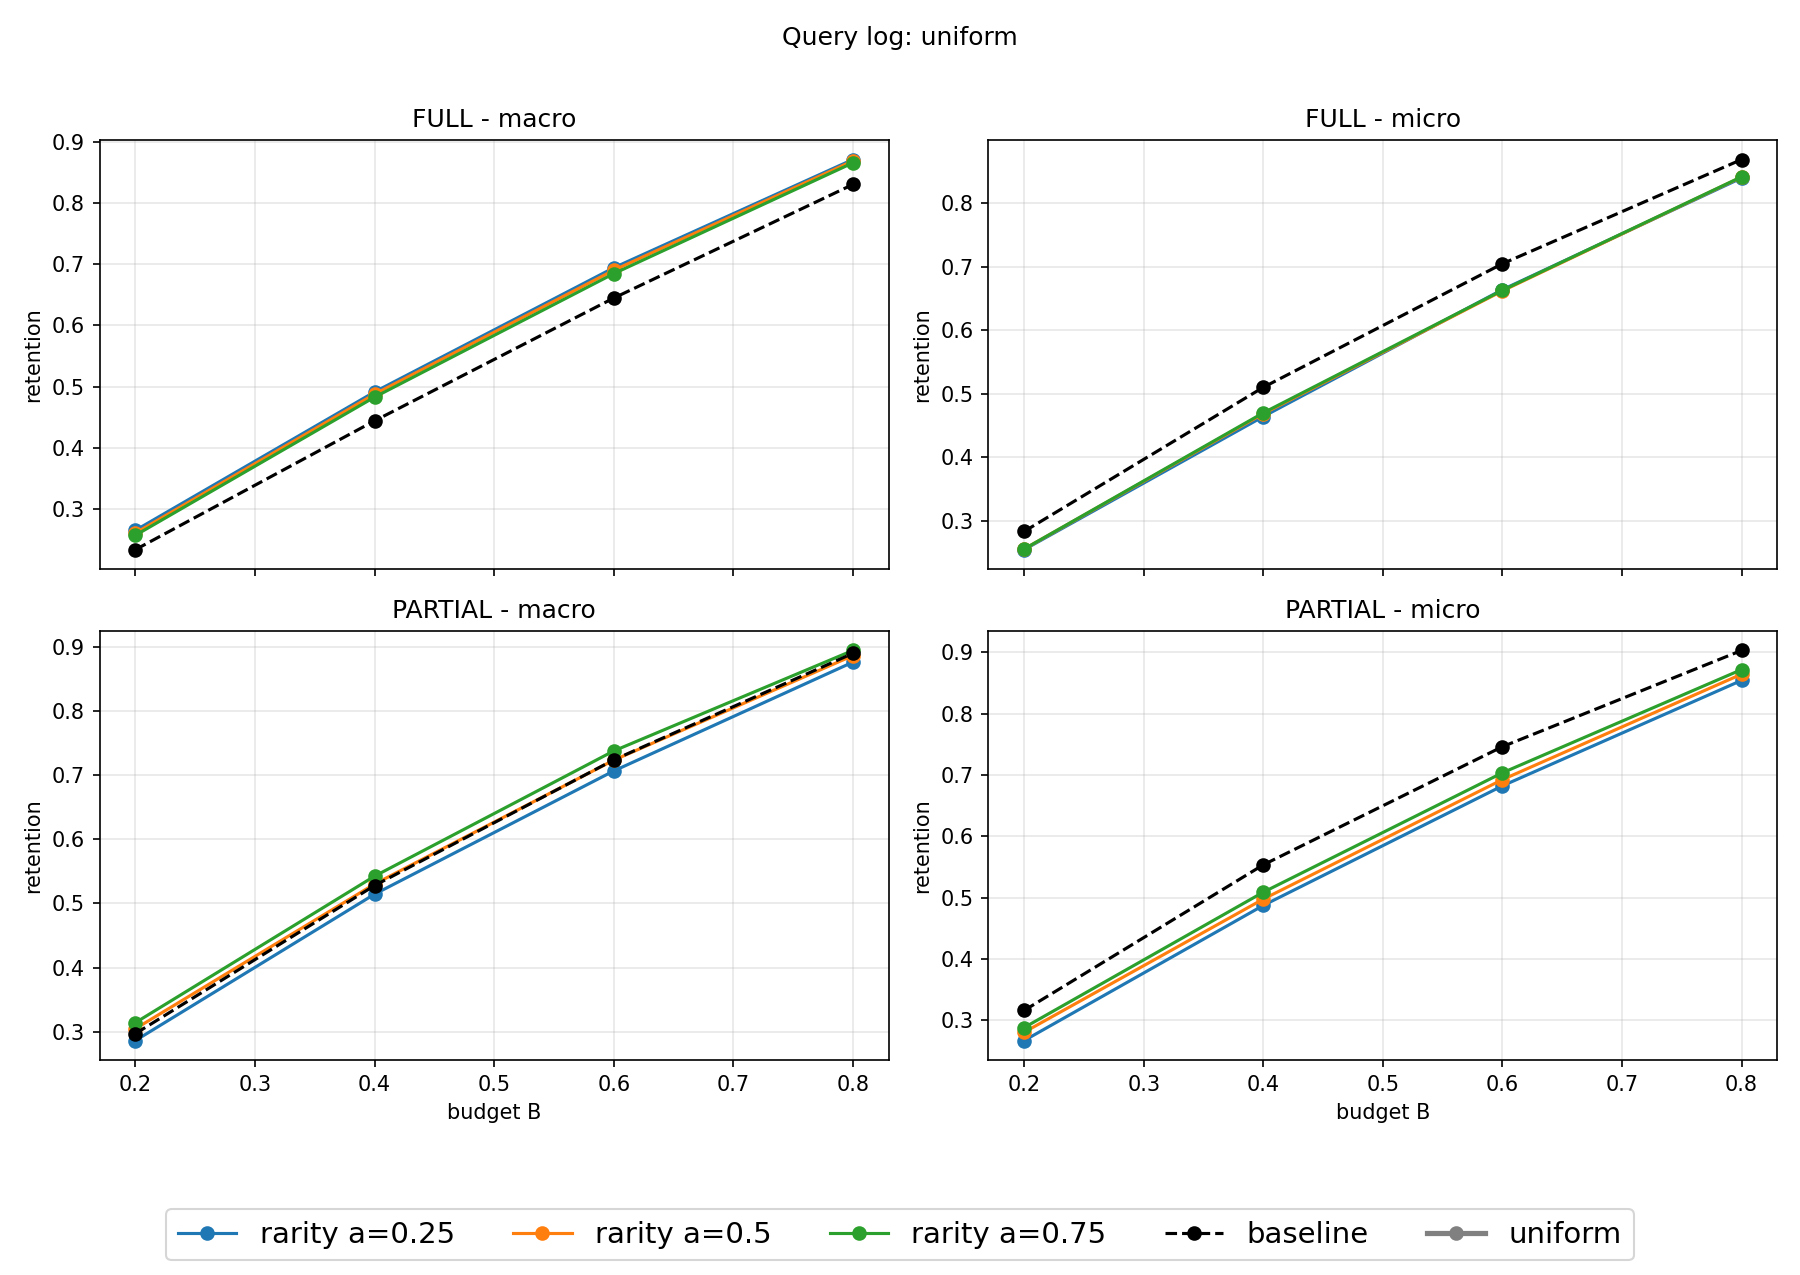 Query log: uniform
FULL - macro
FULL - micro
0.9
0.8
0.7
0.6
0.5
0.4
0.3
retention
0.8
0.7
0.6
0.5
0.4
0.3
retention
PARTIAL - macro
PARTIAL - micro
0.9
0.8
0.7
0.6
0.5
0.4
0.3
retention
0.2 0.3 0.4 0.5 0.6 0.7 0.8
budget B
0.9
0.8
0.7
0.6
0.5
0.4
0.3
retention
0.2 0.3 0.4 0.5 0.6 0.7 0.8
budget B
rarity a=0.25 rarity a=0.5 rarity a=0.75 baseline uniform